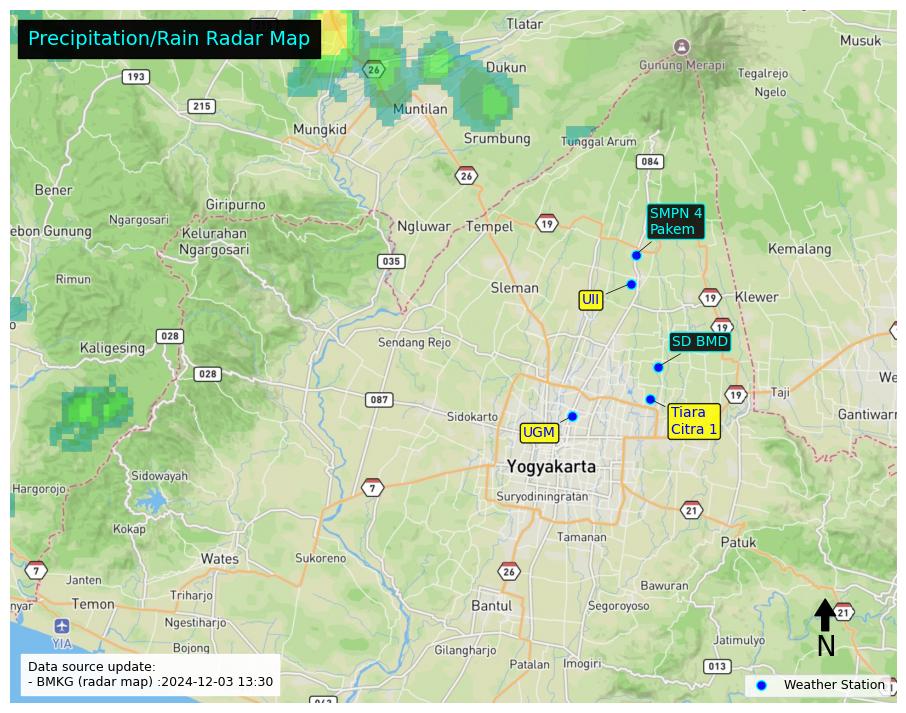 Precipitation/Rain Radar Map
Tlatar
Musuk
193
26
Dukun
Gunung Merapi
Tegalrejo
Ngelo
215
Muntilan
Mungkid
Srumbung
Tunggal Arum
084
26
Bener
Giripurno
Ngargosari
SMPN 4
Pakem
Kelurahan
Ngargosari
ebon Gunung
Ngluwar
Tempel
19
Kemalang
035
Rimun
Sleman
UII
19
Klewer
19
028
Kaligesing
Sendang Rejo
SD BMD
028
087
19
Taji
We
Sidokarto
Tiara
Citra 1
Gantiwarn
UGM
Yogyakarta
Sidowayah
Hargorojo
7
Suryodiningratan
21
Kokap
Tamanan
Patuk
Wates
Sukoreno
7
Janten
26
Bawuran
Triharjo
nyar
Temon
Bantul
Segoroyoso
21
YIA
Ngestiharjo
N
Bojong
Gilangharjo
Jatimulyo
Patalan
Imogiri
013
Data source update:
- BMKG (radar map) :2024-12-03 13:30
Weather Station